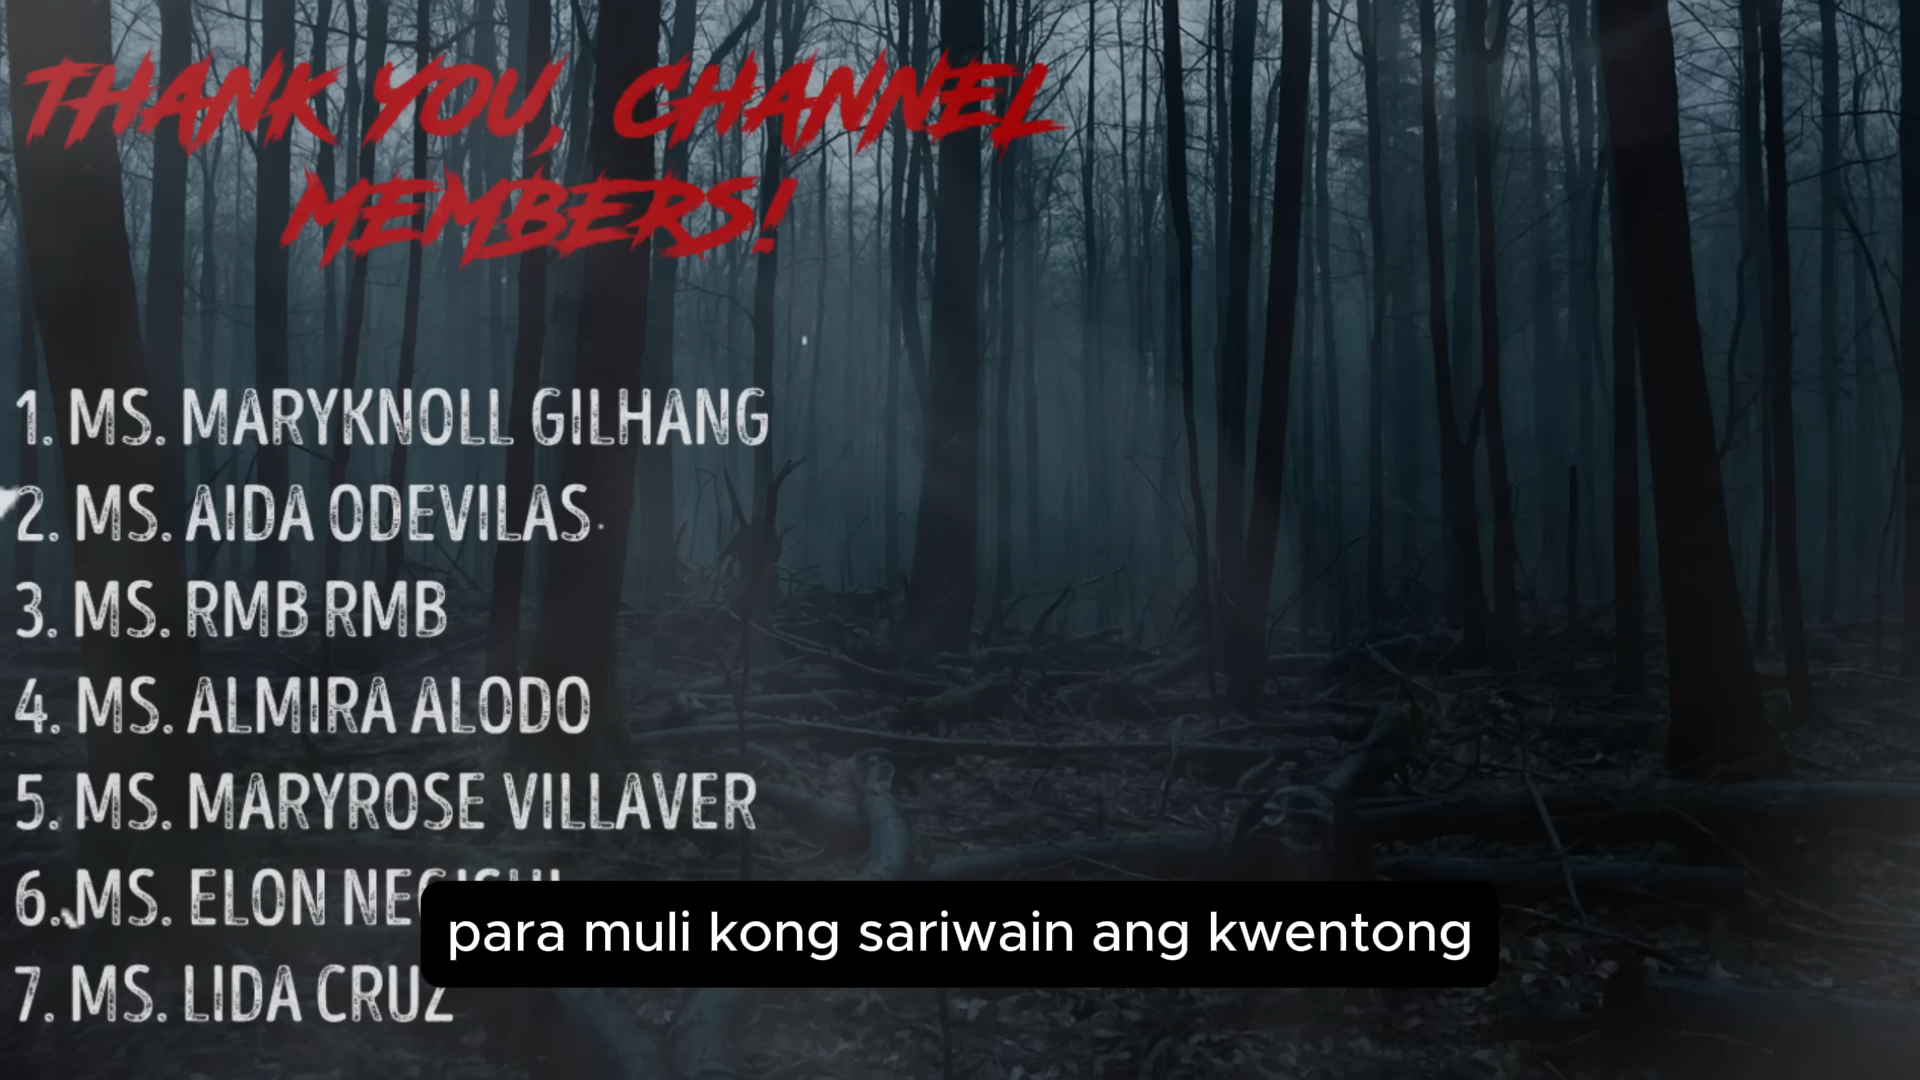 THANK YOU, CHANNEL
MEMBERS!
1. MS. MARYKNOLL GILHANG
2. MS. AIDA ODEVILAS
3. MS. RMB RMB
4. MS. ALMIRA ALODO
5. MS. MARYROSE VILLAVER
6. MS. ELON
7. MS. LIDA CRUZ
para muli kong sariwain ang kwentong